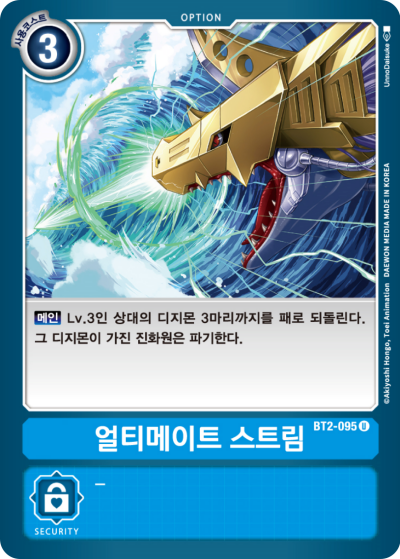 OPTION
사용코스트
3
UnnoDaisuke
©Akiyoshi Hongo, Toei Animation DAEWON MEDIA MADE IN KOREA
메인 Lv.3인 상대의 디지몬 3마리까지를 패로 되돌린다.
그 디지몬이 가진 진화원은 파기한다.
BT2-095 U
얼티메이트 스트림
–
SECURITY